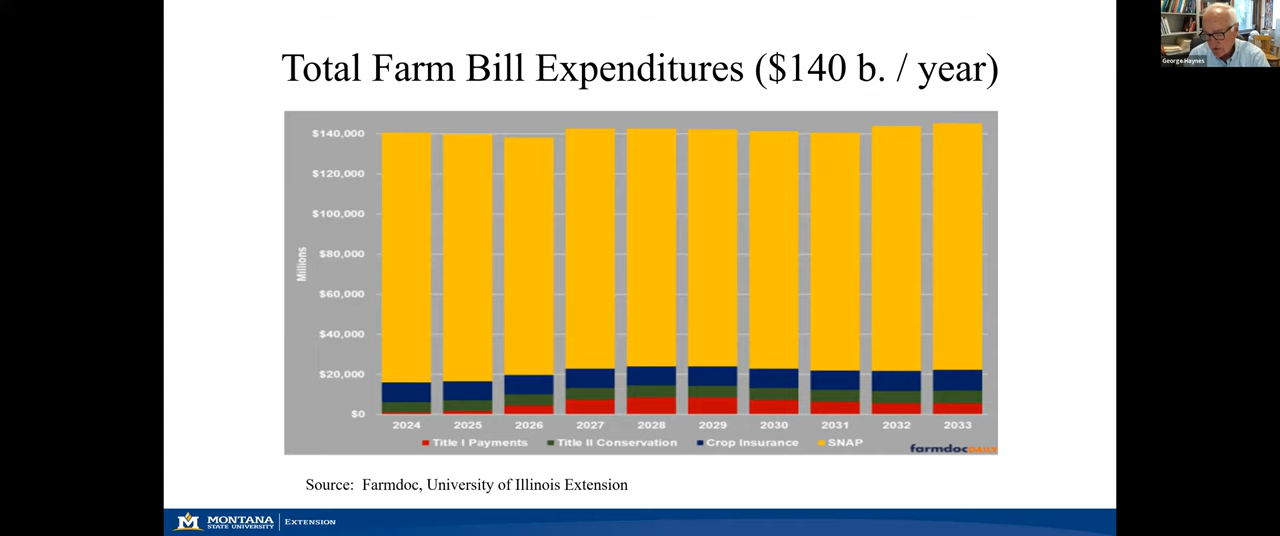 Total Farm Bill Expenditures ($140 b. / year)
George Haynes
$140,000
$120,000
$100,000
$80,000
$60,000
$40,000
$20,000
$0
Millions
2024 2025 2026 2027 2028 2029 2030 2031 2032 2033
Title I Payments Title II Conservation Crop Insurance SNAP
farmdocDAILY
Source: Farmdoc, University of Illinois Extension
MONTANA
STATE UNIVERSITY
EXTENSION